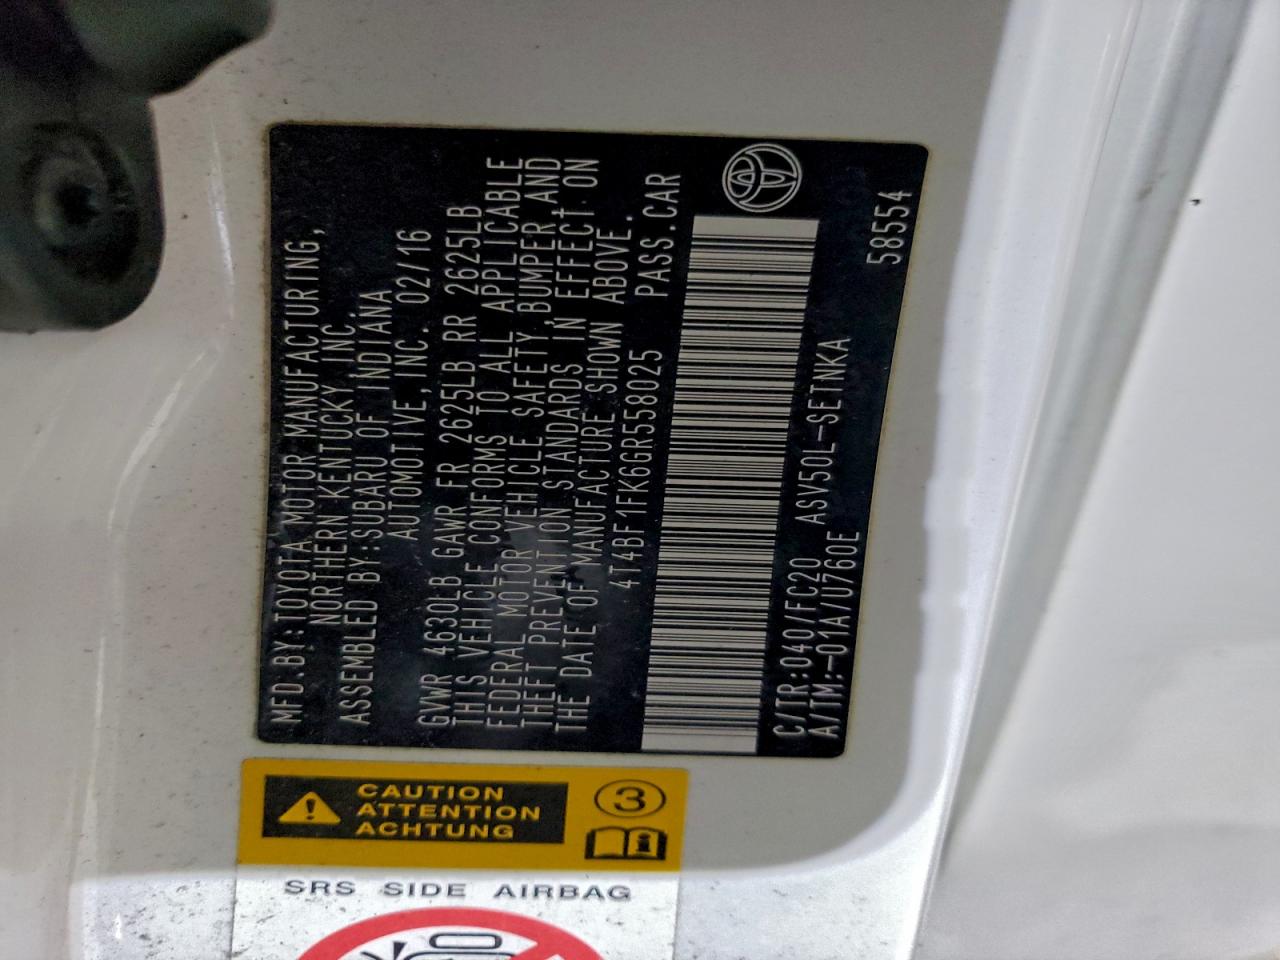 MFD.BY:TOYOTA MOTOR MANUFACTURING,
NORTHERN KENTUCKY INC.
ASSEMBLED BY:SUBARU OF INDIANA
AUTOMOTIVE, INC. 02/16
GVWR 4630LB GAWR FR 2625LB RR 2625LB
THIS VEHICLE CONFORMS TO ALL APPLICABLE
FEDERAL MOTOR VEHICLE SAFETY, BUMPER AND
THEFT PREVENTION STANDARDS IN EFFECT ON
THE DATE OF MANUFACTURE SHOWN ABOVE.
4T4BF1FK6GR558025 PASS.CAR
C/TR:040/FC20 ASV50L-SETNKA
A/TM:-01A/U760E 58554
CAUTION
ATTENTION
ACHTUNG
3
SRS SIDE AIRBAG